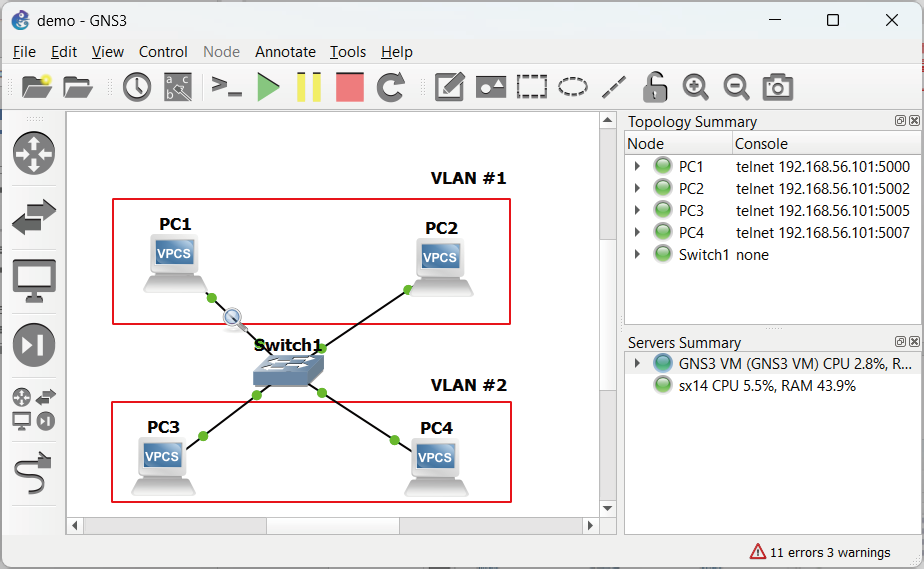 demo - GNS3
File Edit View Control Node Annotate Tools Help
a c
b
VLAN #1
PC1
VPCS
PC2
VPCS
Switch1
VLAN #2
PC3
VPCS
PC4
VPCS
Topology Summary
Node Console
PC1 telnet 192.168.56.101:5000
PC2 telnet 192.168.56.101:5002
PC3 telnet 192.168.56.101:5005
PC4 telnet 192.168.56.101:5007
Switch1 none
Servers Summary
GNS3 VM (GNS3 VM) CPU 2.8%, R...
sx14 CPU 5.5%, RAM 43.9%
11 errors 3 warnings